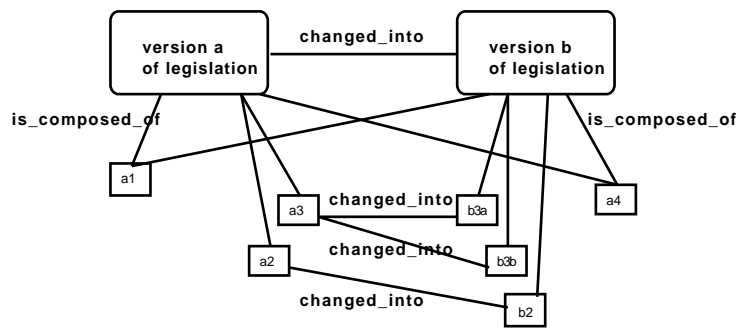 changed_into
version a
of legislation
version b
of legislation
is_composed_of
is_composed_of
a1
a3
changed_into
b3a
a4
changed_into
a2
b3b
changed_into
b2